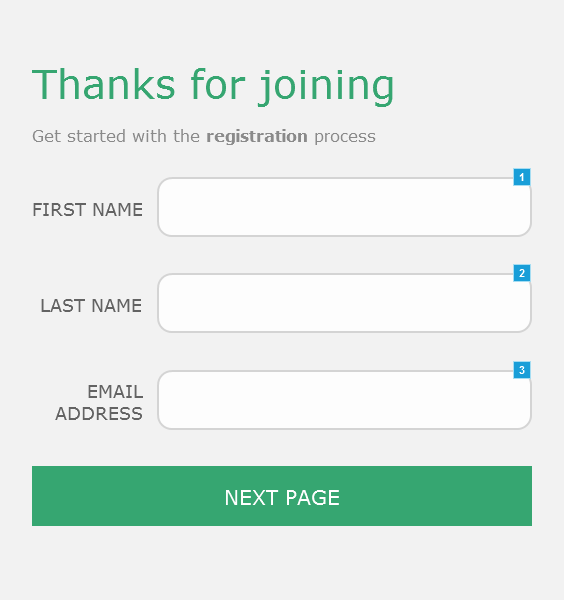 Thanks for joining
Get started with the registration process
1
FIRST NAME
2
LAST NAME
3
EMAIL
ADDRESS
NEXT PAGE